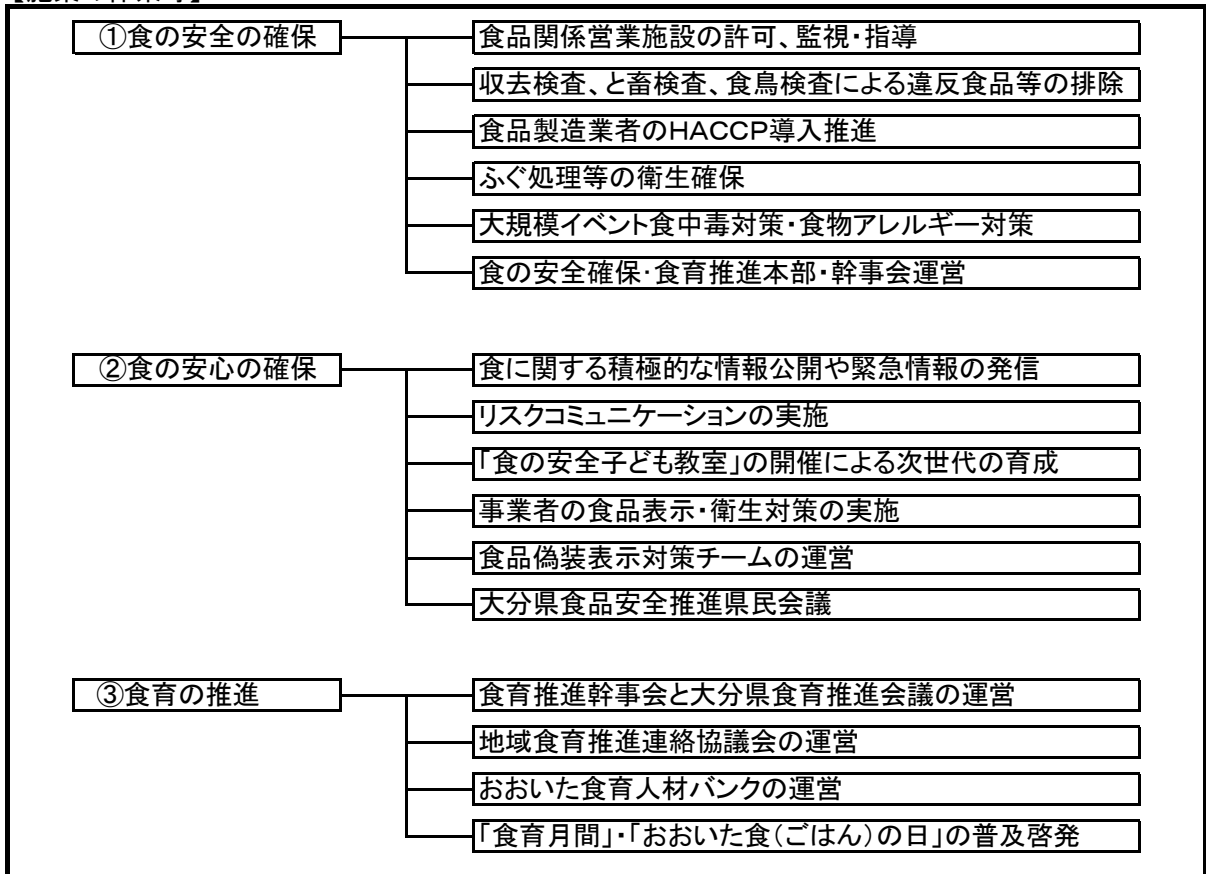 ①食の安全の確保
食品関係営業施設の許可、監視・指導
収去検査、と畜検査、食鳥検査による違反食品等の排除
食品製造業者のHACCP導入推進
ふぐ処理等の衛生確保
大規模イベント食中毒対策・食物アレルギー対策
食の安全確保・食育推進本部・幹事会運営
②食の安心の確保
食に関する積極的な情報公開や緊急情報の発信
リスクコミュニケーションの実施
「食の安全子ども教室」の開催による次世代の育成
事業者の食品表示・衛生対策の実施
食品偽装表示対策チームの運営
大分県食品安全推進県民会議
③食育の推進
食育推進幹事会と大分県食育推進会議の運営
地域食育推進連絡協議会の運営
おおいた食育人材バンクの運営
「食育月間」・「おおいた食(ごはん)の日」の普及啓発